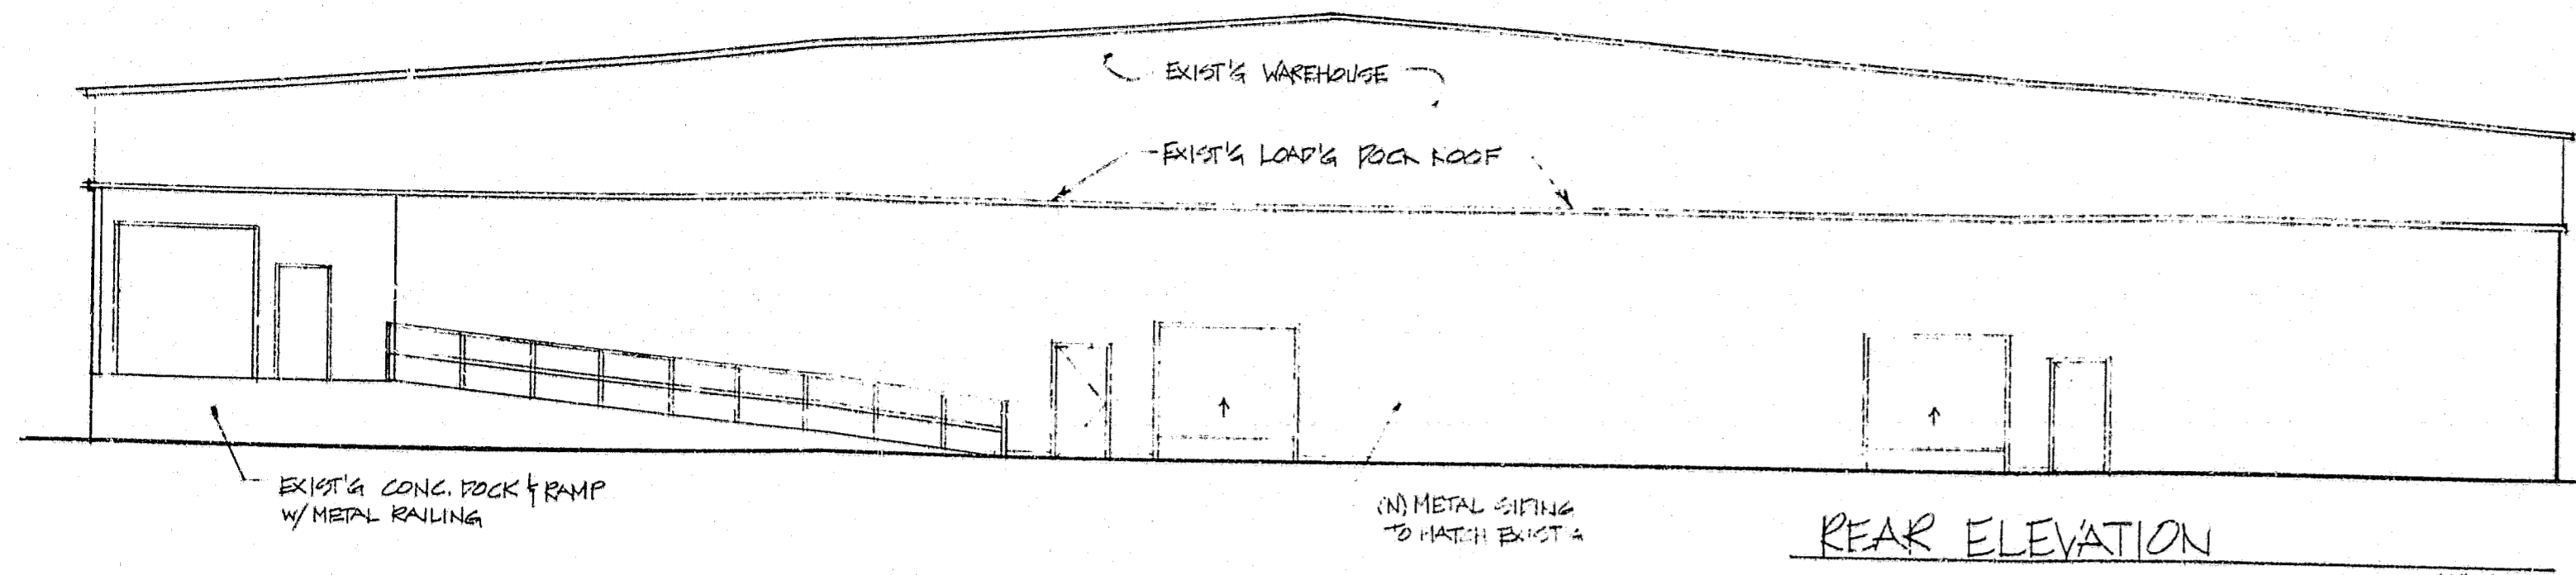 EXIST'G WAREHOUSE
EXIST'G LOAD'G DOCK ROOF
EXIST'G CONC. DOCK & RAMP
W/ METAL RAILING
(N) METAL SIDING
TO MATCH EXIST'G
REAR ELEVATION